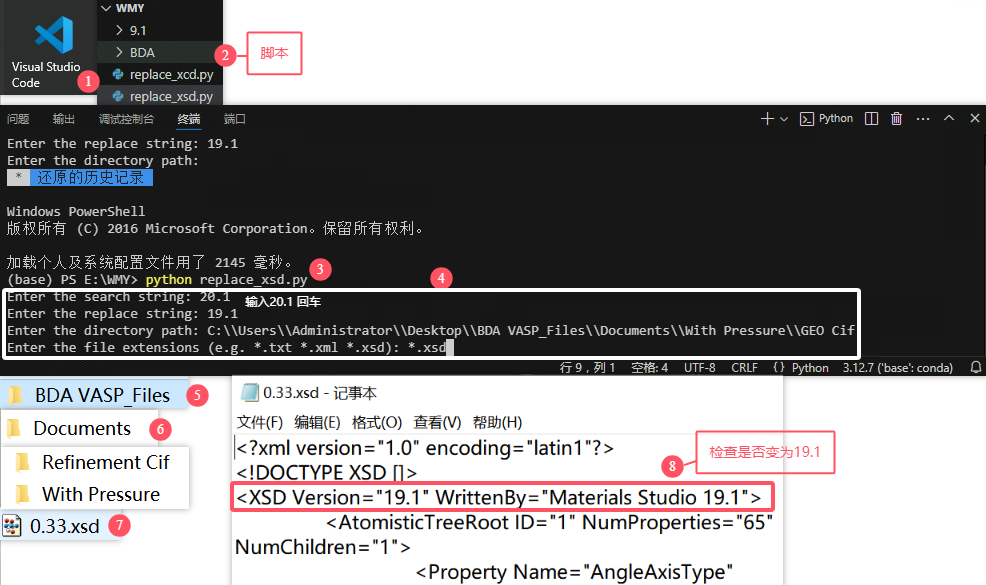 Visual Studio
Code
1
WMY
9.1
BDA
replace_xcd.py
replace_xsd.py
2
脚本
问题 输出 调试控制台 终端 端口
Python
Enter the replace string: 19.1
Enter the directory path:
* 还原的历史记录
Windows PowerShell
版权所有 (C) 2016 Microsoft Corporation。保留所有权利。
加载个人及系统配置文件用了 2145 毫秒。
3
(base) PS E:\WMY> python replace_xsd.py
4
Enter the search string: 20.1 输入20.1 回车
Enter the replace string: 19.1
Enter the directory path: C:\\Users\\Administrator\\Desktop\\BDA VASP_Files\\Documents\\With Pressure\\GEO Cif
Enter the file extensions (e.g. *.txt *.xml *.xsd): *.xsd
行 9，列 1 空格: 4 UTF-8 CRLF {} Python 3.12.7 ('base': conda)
BDA VASP_Files 5
Documents 6
Refinement Cif
With Pressure
0.33.xsd 7
0.33.xsd - 记事本
文件(F) 编辑(E) 格式(O) 查看(V) 帮助(H)
<?xml version="1.0" encoding="latin1"?>
<!DOCTYPE XSD []>
8
检查是否变为19.1
<XSD Version="19.1" WrittenBy="Materials Studio 19.1">
<AtomisticTreeRoot ID="1" NumProperties="65"
NumChildren="1">
<Property Name="AngleAxisType"